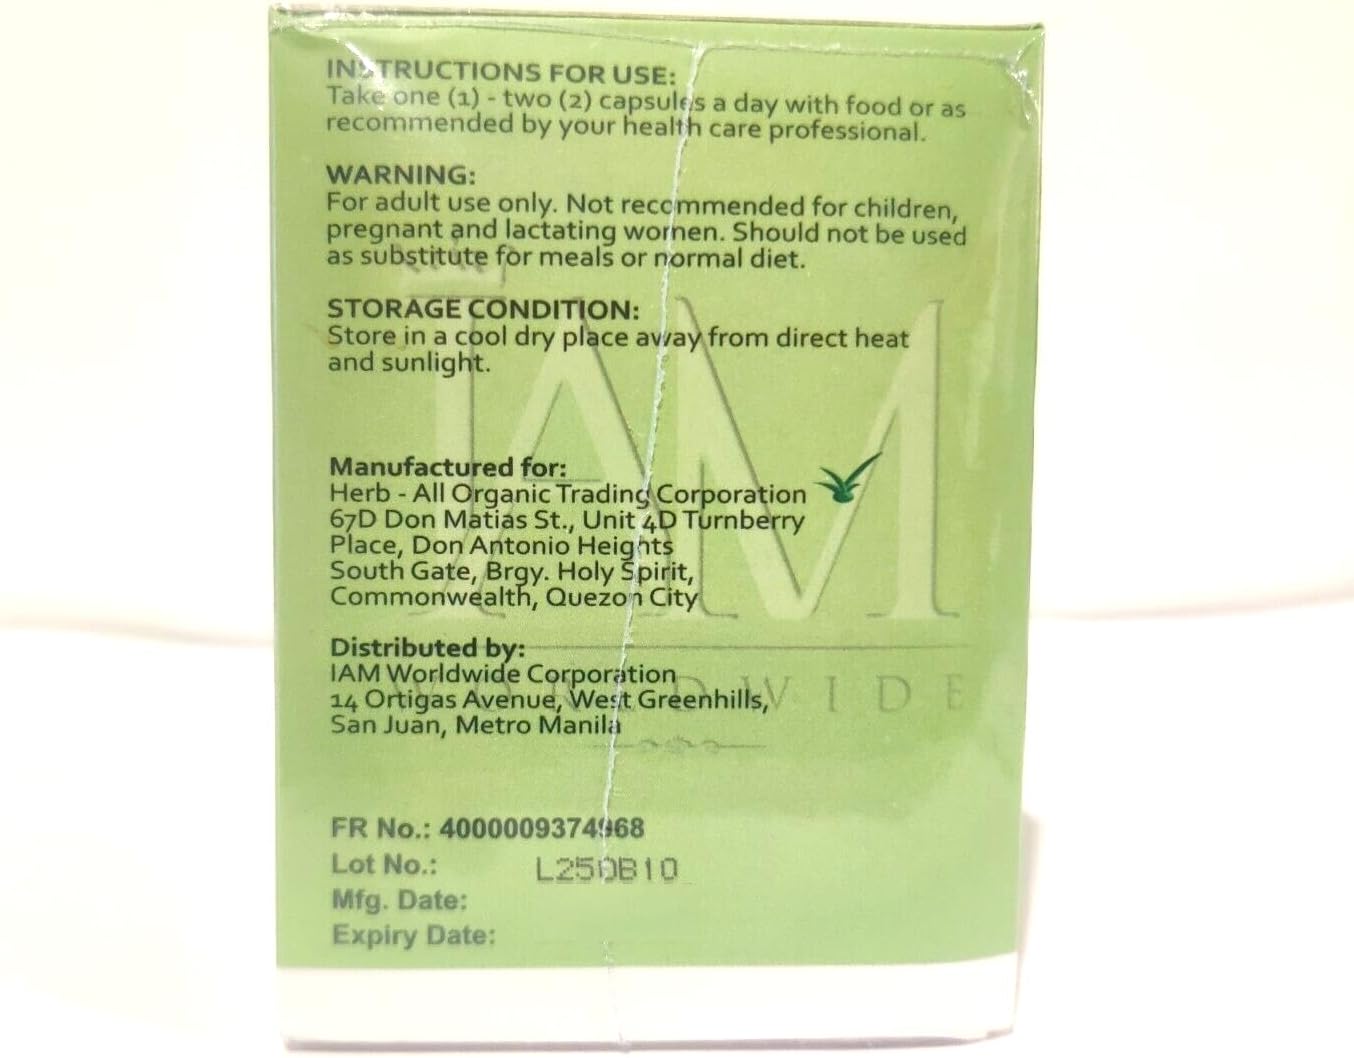 INSTRUCTIONS FOR USE:
Take one (1) - two (2) capsules a day with food or as
recommended by your health care professional.
WARNING:
For adult use only. Not recommended for children,
pregnant and lactating women. Should not be used
as substitute for meals or normal diet.
STORAGE CONDITION:
Store in a cool dry place away from direct heat
and sunlight.
IAM
WORLDWIDE
Manufactured for:
Herb - All Organic Trading Corporation
67D Don Matias St., Unit 4D Turnberry
Place, Don Antonio Heights
South Gate, Brgy. Holy Spirit,
Commonwealth, Quezon City
Distributed by:
IAM Worldwide Corporation
14 Ortigas Avenue, West Greenhills,
San Juan, Metro Manila
FR No.: 4000009374968
Lot No.: L250B10
Mfg. Date:
Expiry Date: